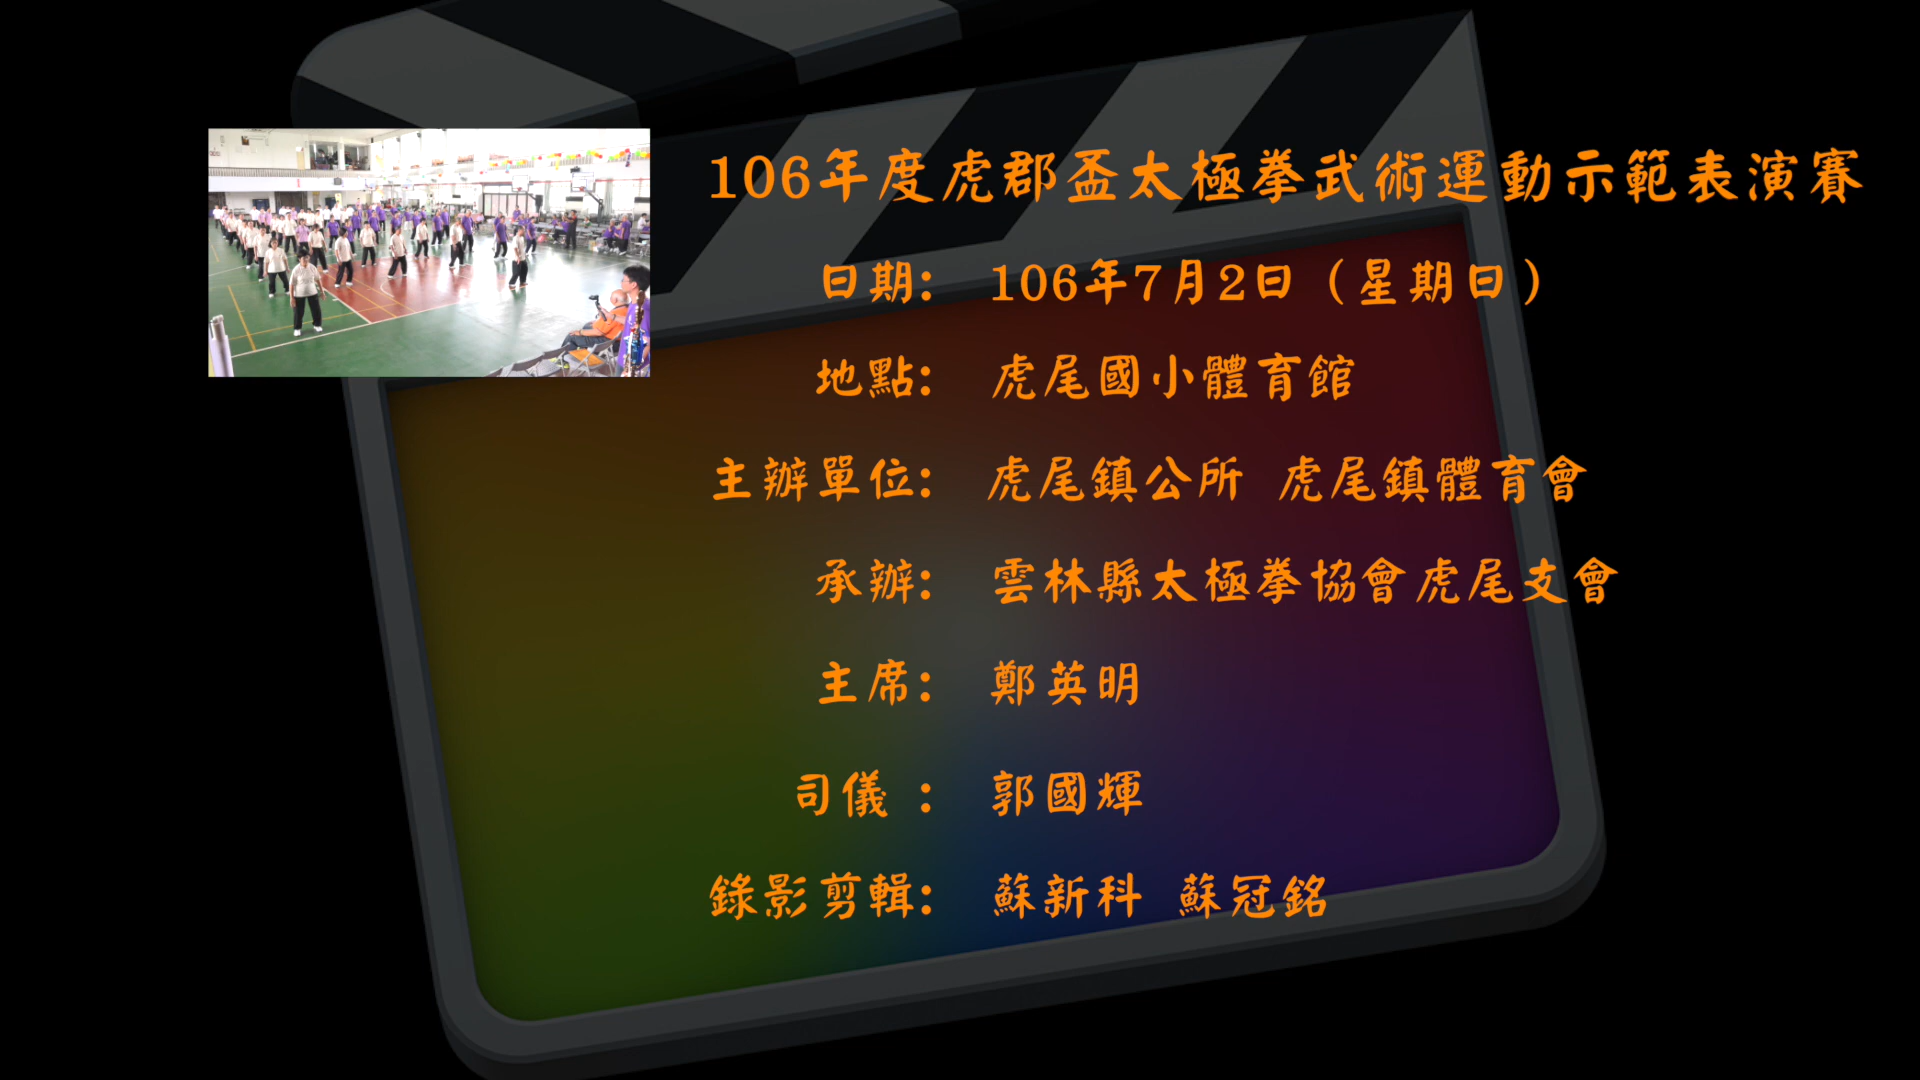 106年度虎郡盃太極拳武術運動示範表演賽
日期: 106年7月2日（星期日）
地點: 虎尾國小體育館
主辦單位: 虎尾鎮公所 虎尾鎮體育會
承辦: 雲林縣太極拳協會虎尾支會
主席: 鄭英明
司儀 : 郭國輝
錄影剪輯: 蘇新科 蘇冠銘